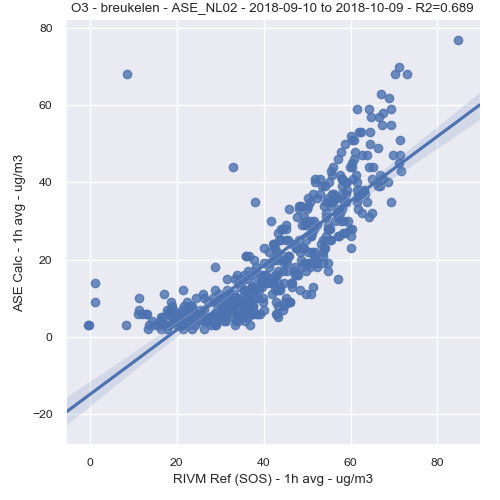 O3 - breukelen - ASE_NL02 - 2018-09-10 to 2018-10-09 - R2=0.689
80
60
40
20
0
−20
ASE Calc - 1h avg - ug/m3
0 20 40 60 80
RIVM Ref (SOS) - 1h avg - ug/m3